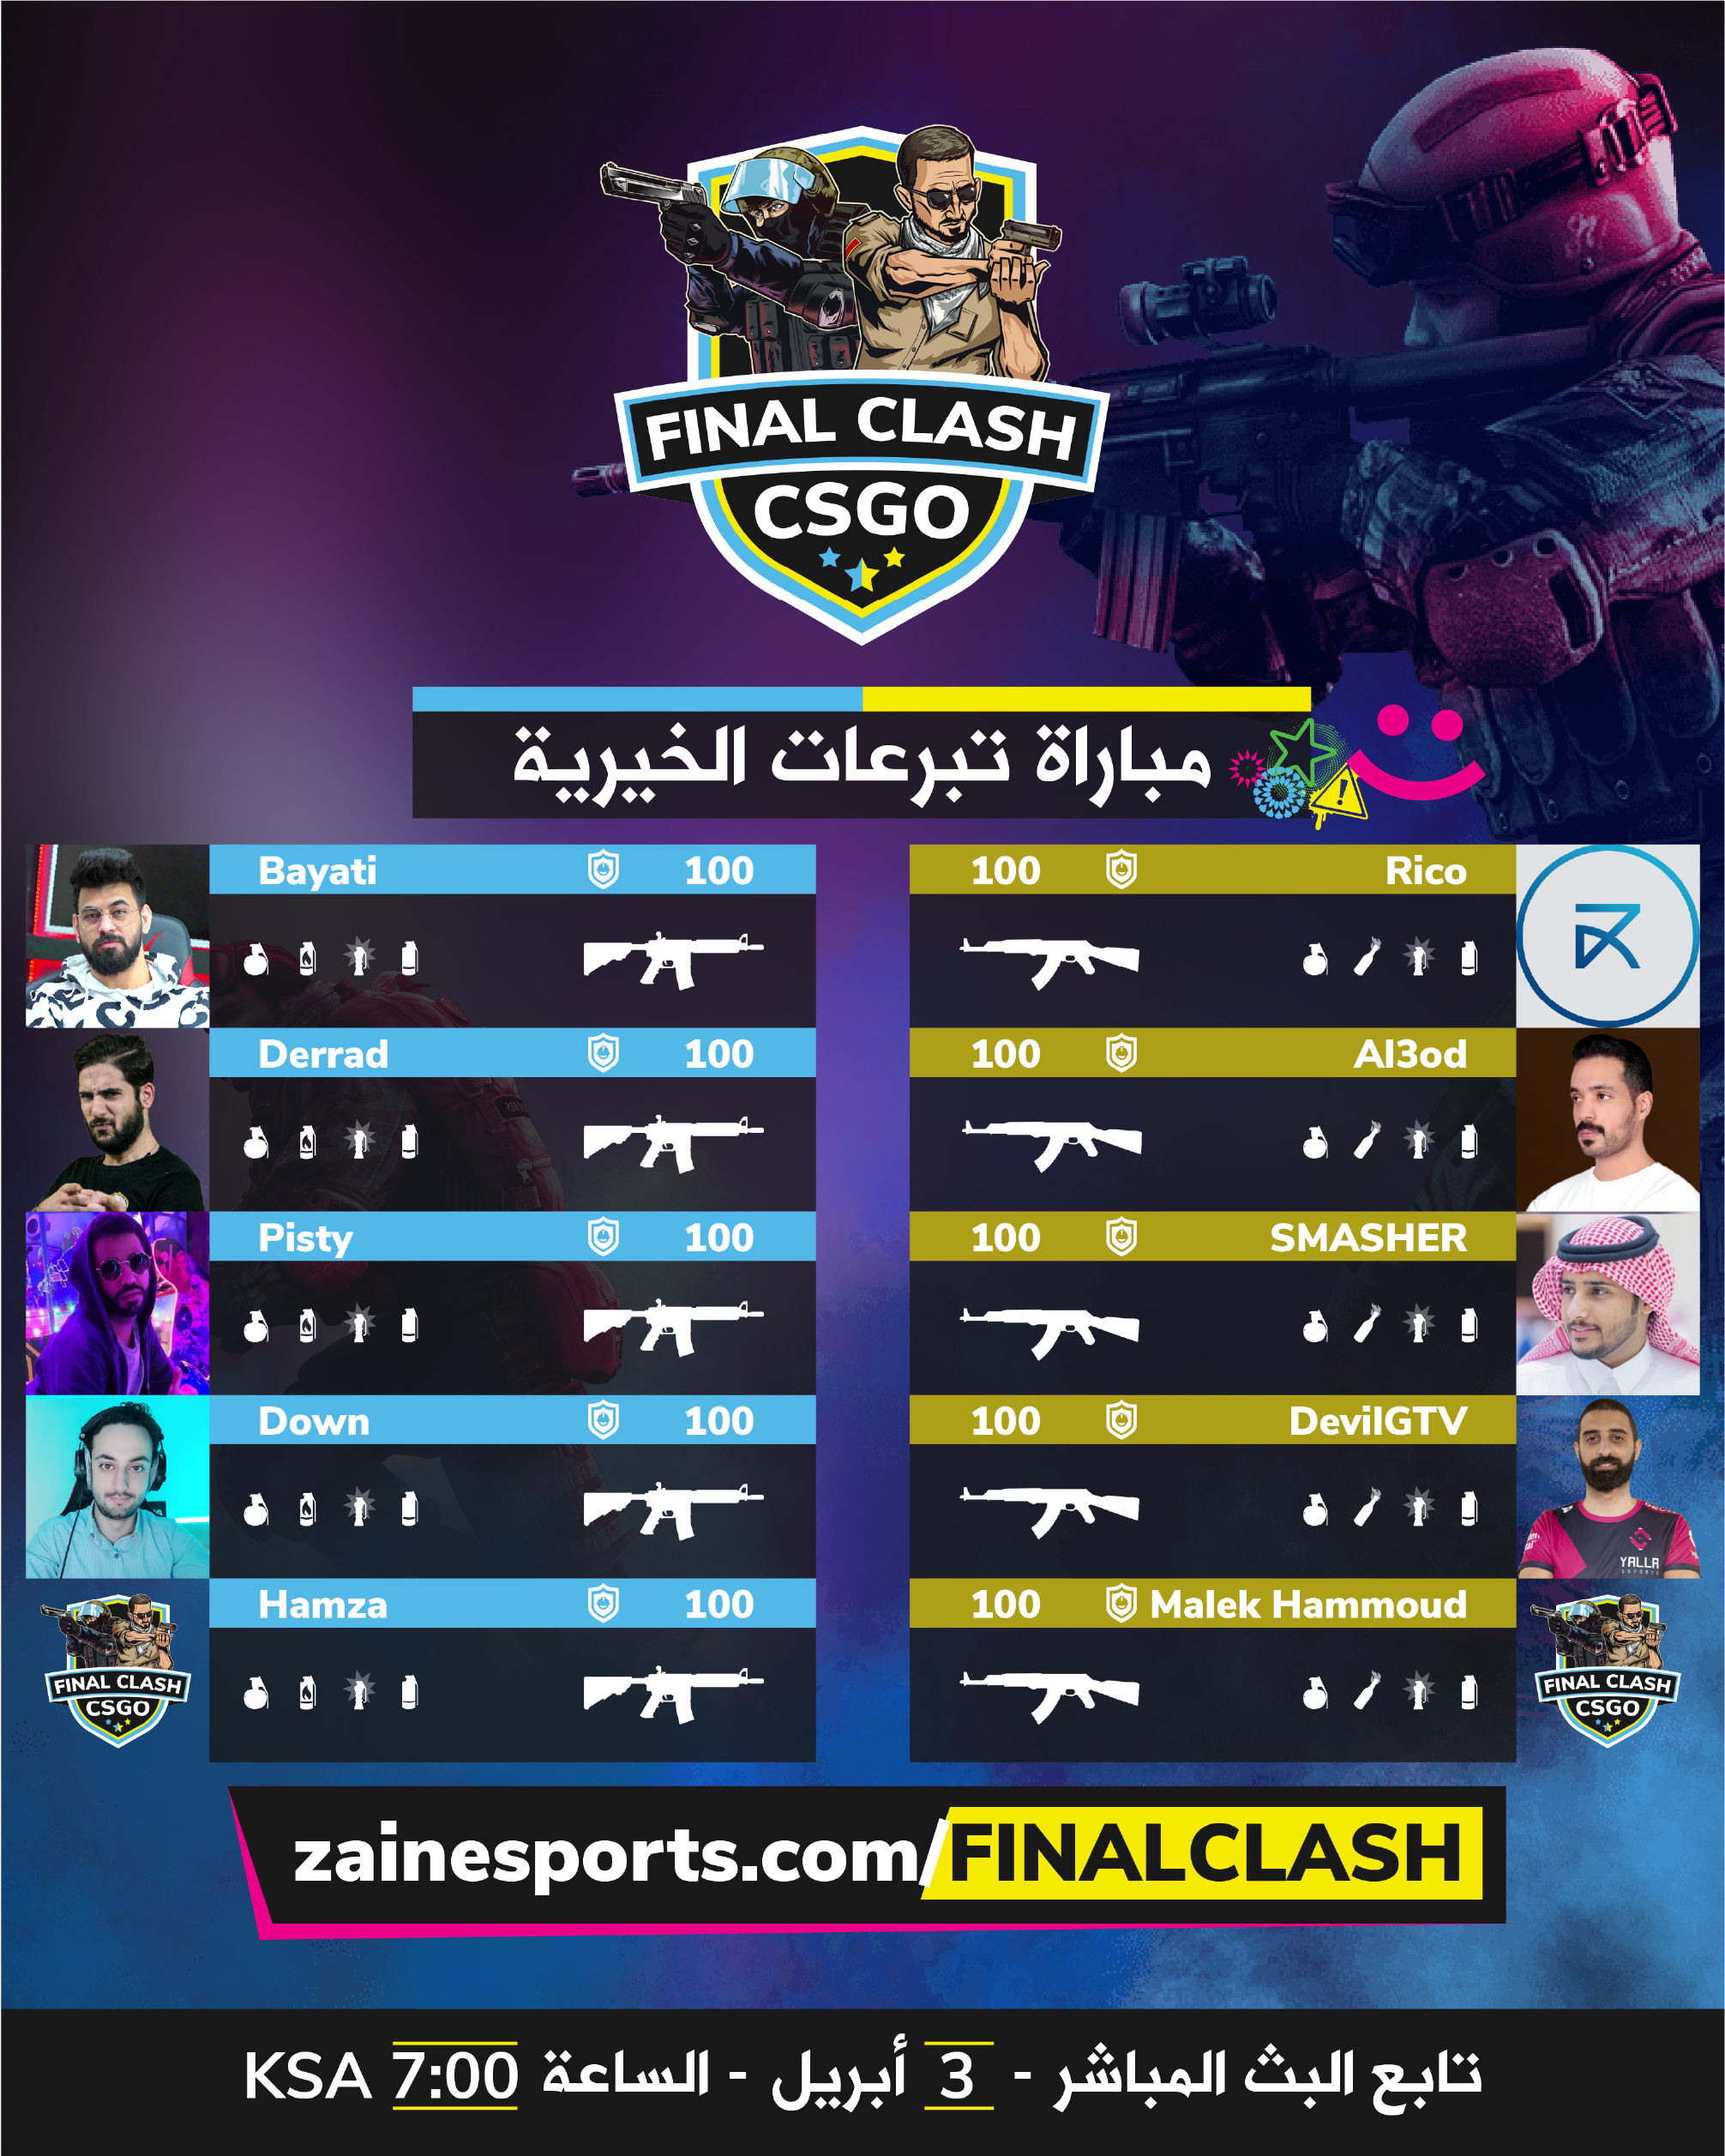 FINAL CLASH
CSGO
مباراة تبرعات الخيرية
Bayati 100
100 Rico
Derrad 100
100 Al3od
Pisty 100
100 SMASHER
Down 100
100 DevilGTV
YALLA
ESPORTS
Hamza 100
100 Malek Hammoud
FINAL CLASH
CSGO
FINAL CLASH
CSGO
zainesports.com/FINALCLASH
تابع البث المباشر - 3 أبريل - الساعة 7:00 KSA